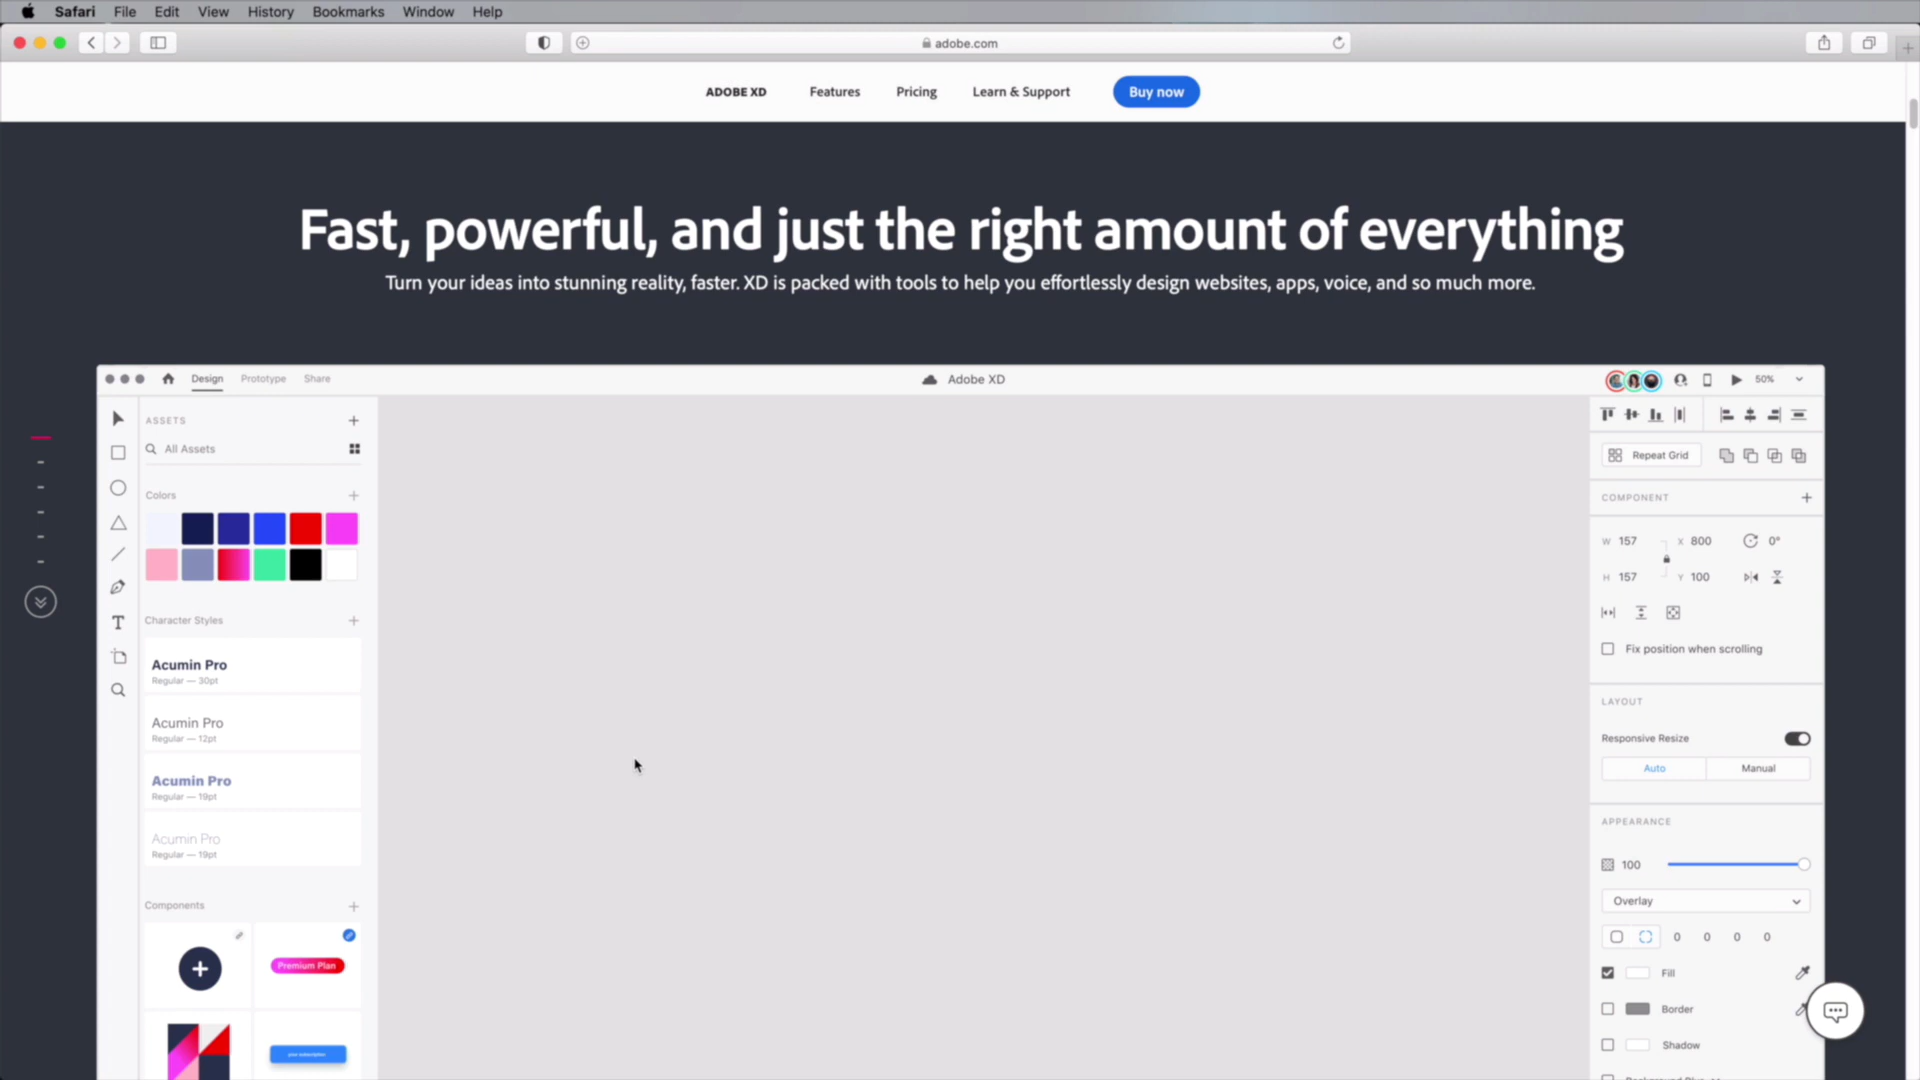 Safari File Edit View History Bookmarks Window Help
adobe.com
ADOBE XD Features Pricing Learn & Support Buy now
Fast, powerful, and just the right amount of everything
Turn your ideas into stunning reality, faster. XD is packed with tools to help you effortlessly design websites, apps, voice, and so much more.
Design Prototype Share Adobe XD 50%
ASSETS
All Assets
Repeat Grid
Colors
COMPONENT
W 157 X 800 0°
H 157 Y 100
Character Styles
Fix position when scrolling
Acumin Pro
Regular — 30pt
LAYOUT
Acumin Pro
Regular — 12pt
Responsive Resize
Auto Manual
Acumin Pro
Regular — 19pt
APPEARANCE
Acumin Pro
Regular — 19pt
100
Overlay
Components
0 0 0 0
Premium Plan
Fill
Border
Shadow